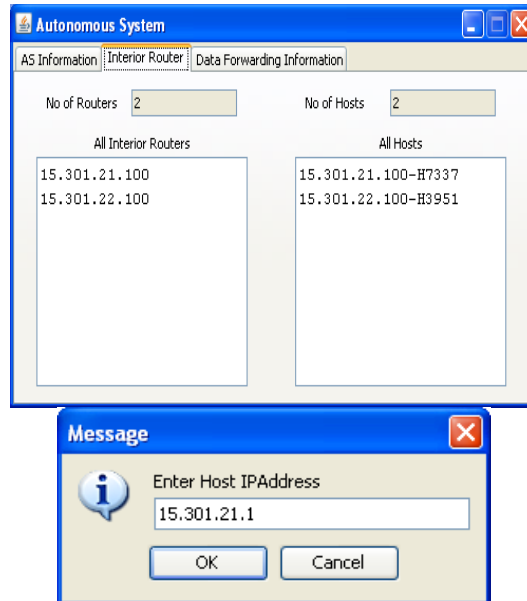 Autonomous System
AS Information Interior Router Data Forwarding Information
No of Routers 2 No of Hosts 2
All Interior Routers All Hosts
15.301.21.100 15.301.21.100-H7337
15.301.22.100 15.301.22.100-H3951
Message
Enter Host IPAddress
15.301.21.1
OK Cancel